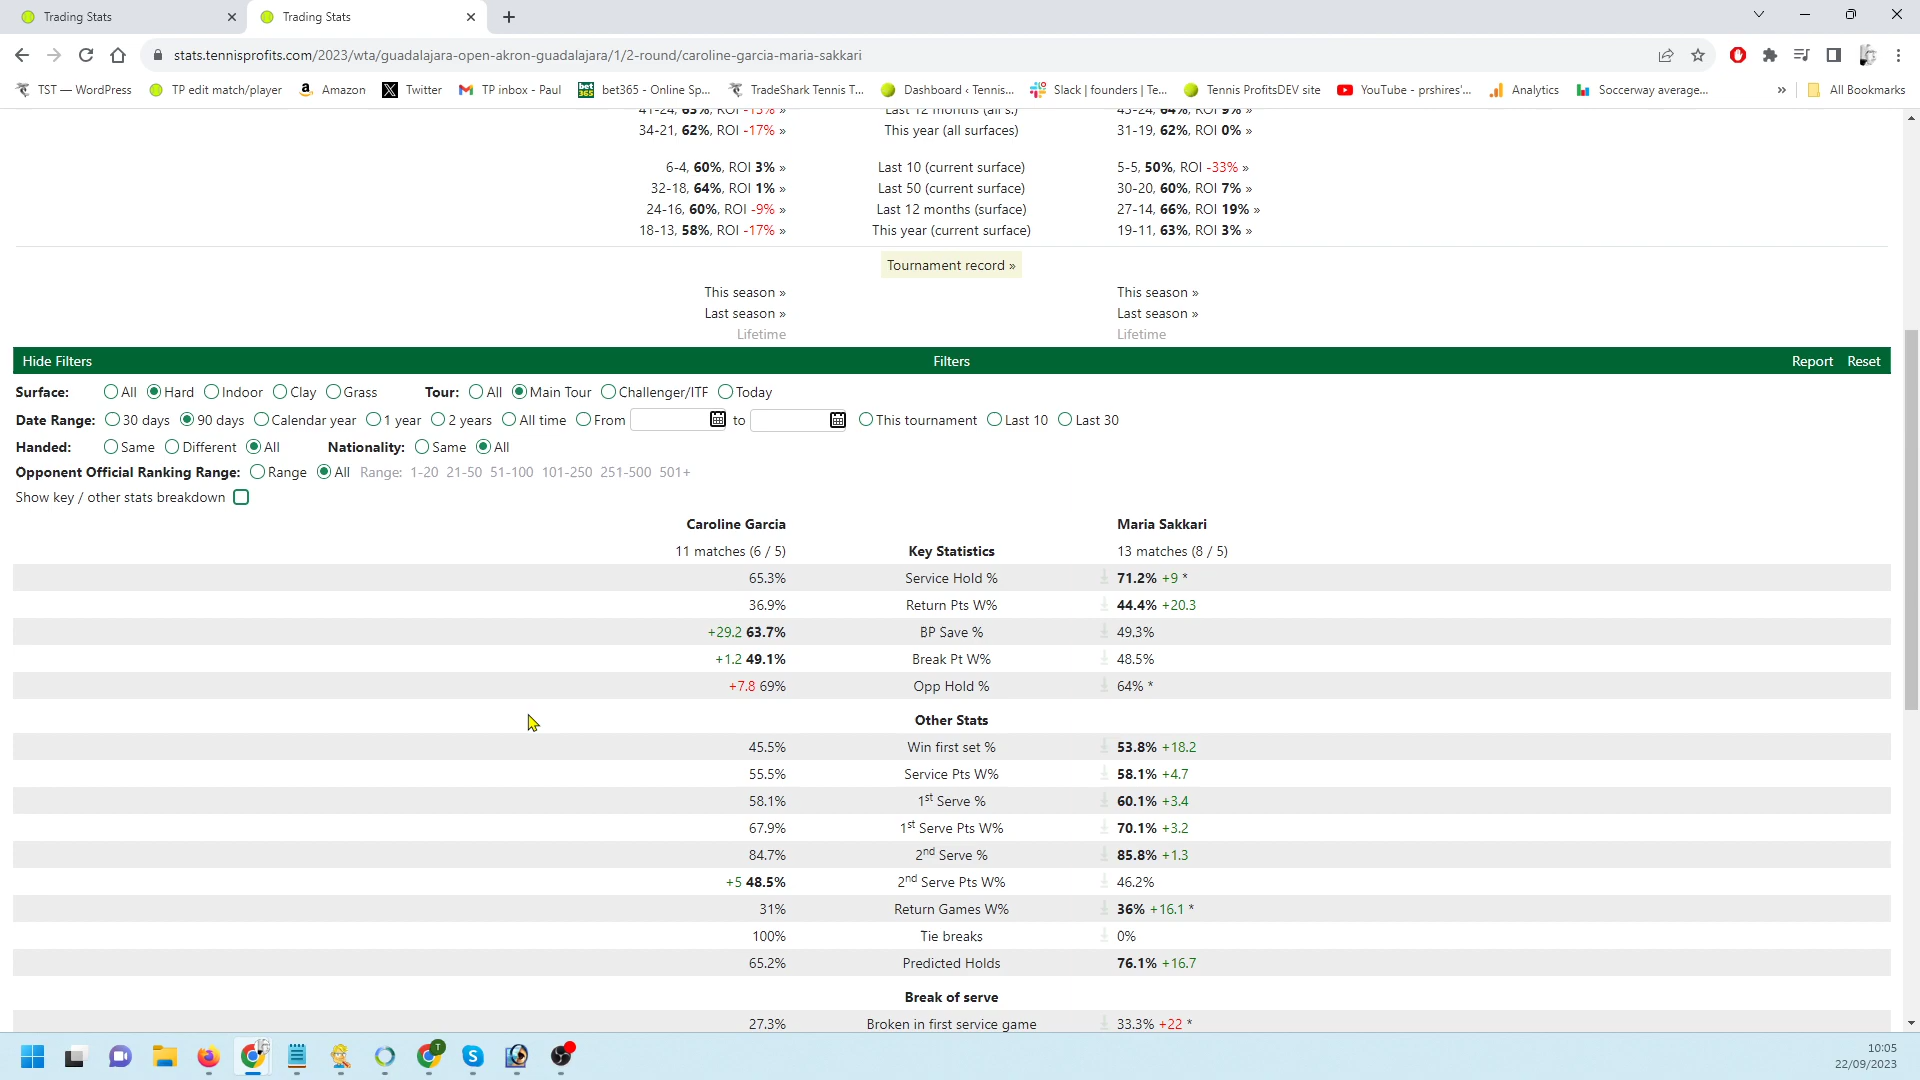 Trading Stats
Trading Stats
stats.tennisprofits.com/2023/wta/guadalajara-open-akron-guadalajara/1/2-round/caroline-garcia-maria-sakkari
TST — WordPress TP edit match/player Amazon Twitter TP inbox - Paul bet365 - Online Sp... TradeShark Tennis T... Dashboard ‹ Tennis... Slack | founders | Te... Tennis ProfitsDEV site YouTube - prshires'... Analytics Soccerway average... » All Bookmarks
41-24, 63%, ROI -15% » Last 12 months (all s.) 43-24, 64%, ROI 9% »
34-21, 62%, ROI -17% » This year (all surfaces) 31-19, 62%, ROI 0% »
6-4, 60%, ROI 3% » Last 10 (current surface) 5-5, 50%, ROI -33% »
32-18, 64%, ROI 1% » Last 50 (current surface) 30-20, 60%, ROI 7% »
24-16, 60%, ROI -9% » Last 12 months (surface) 27-14, 66%, ROI 19% »
18-13, 58%, ROI -17% » This year (current surface) 19-11, 63%, ROI 3% »
Tournament record »
This season » This season »
Last season » Last season »
Lifetime Lifetime
Hide Filters Filters Report Reset
Surface: All Hard Indoor Clay Grass Tour: All Main Tour Challenger/ITF Today
Date Range: 30 days 90 days Calendar year 1 year 2 years All time From to This tournament Last 10 Last 30
Handed: Same Different All Nationality: Same All
Opponent Official Ranking Range: Range All Range: 1-20 21-50 51-100 101-250 251-500 501+
Show key / other stats breakdown
Caroline Garcia Maria Sakkari
11 matches (6 / 5) Key Statistics 13 matches (8 / 5)
65.3% Service Hold % 71.2% +9 *
36.9% Return Pts W% 44.4% +20.3
+29.2 63.7% BP Save % 49.3%
+1.2 49.1% Break Pt W% 48.5%
+7.8 69% Opp Hold % 64% *
Other Stats
45.5% Win first set % 53.8% +18.2
55.5% Service Pts W% 58.1% +4.7
58.1% 1st Serve % 60.1% +3.4
67.9% 1st Serve Pts W% 70.1% +3.2
84.7% 2nd Serve % 85.8% +1.3
+5 48.5% 2nd Serve Pts W% 46.2%
31% Return Games W% 36% +16.1 *
100% Tie breaks 0%
65.2% Predicted Holds 76.1% +16.7
Break of serve
27.3% Broken in first service game 33.3% +22 *
10:05
22/09/2023